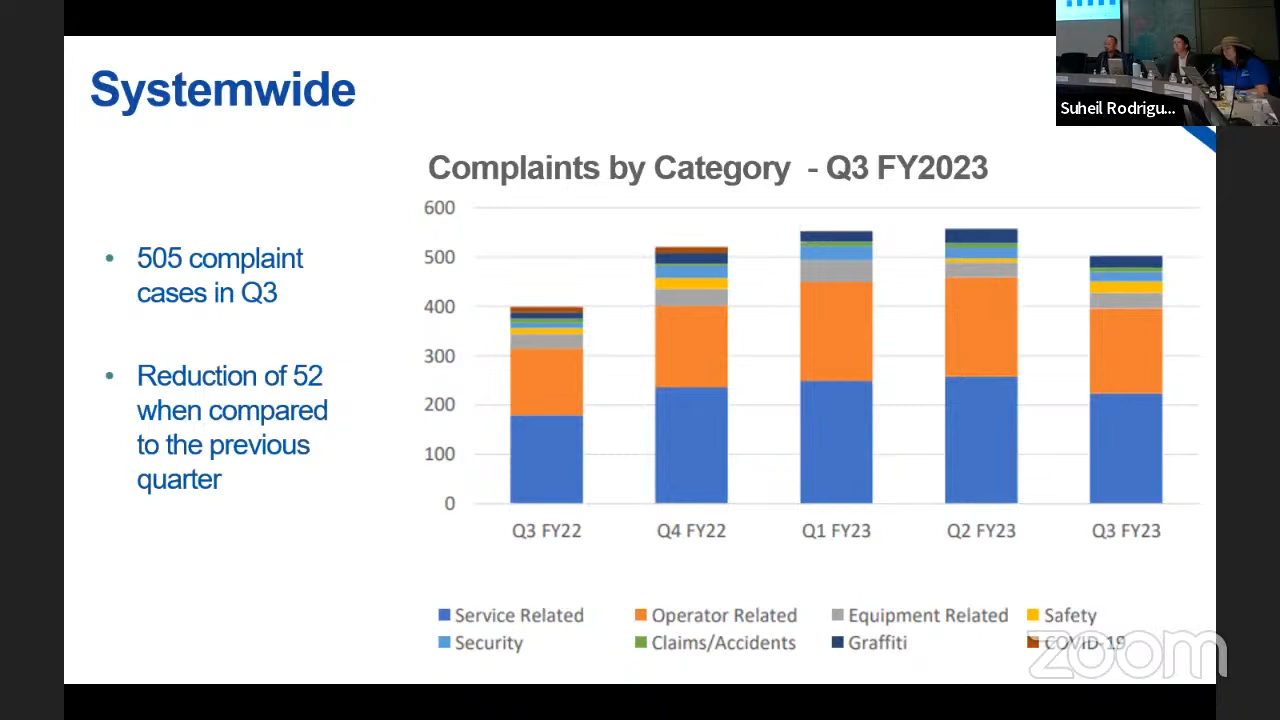 Systemwide
Suheil Rodrigu...
Complaints by Category - Q3 FY2023
• 505 complaint
cases in Q3
• Reduction of 52
when compared
to the previous
quarter
600
500
400
300
200
100
0
Q3 FY22 Q4 FY22 Q1 FY23 Q2 FY23 Q3 FY23
Service Related Operator Related Equipment Related Safety
Security Claims/Accidents Graffiti COVID-19
zoom